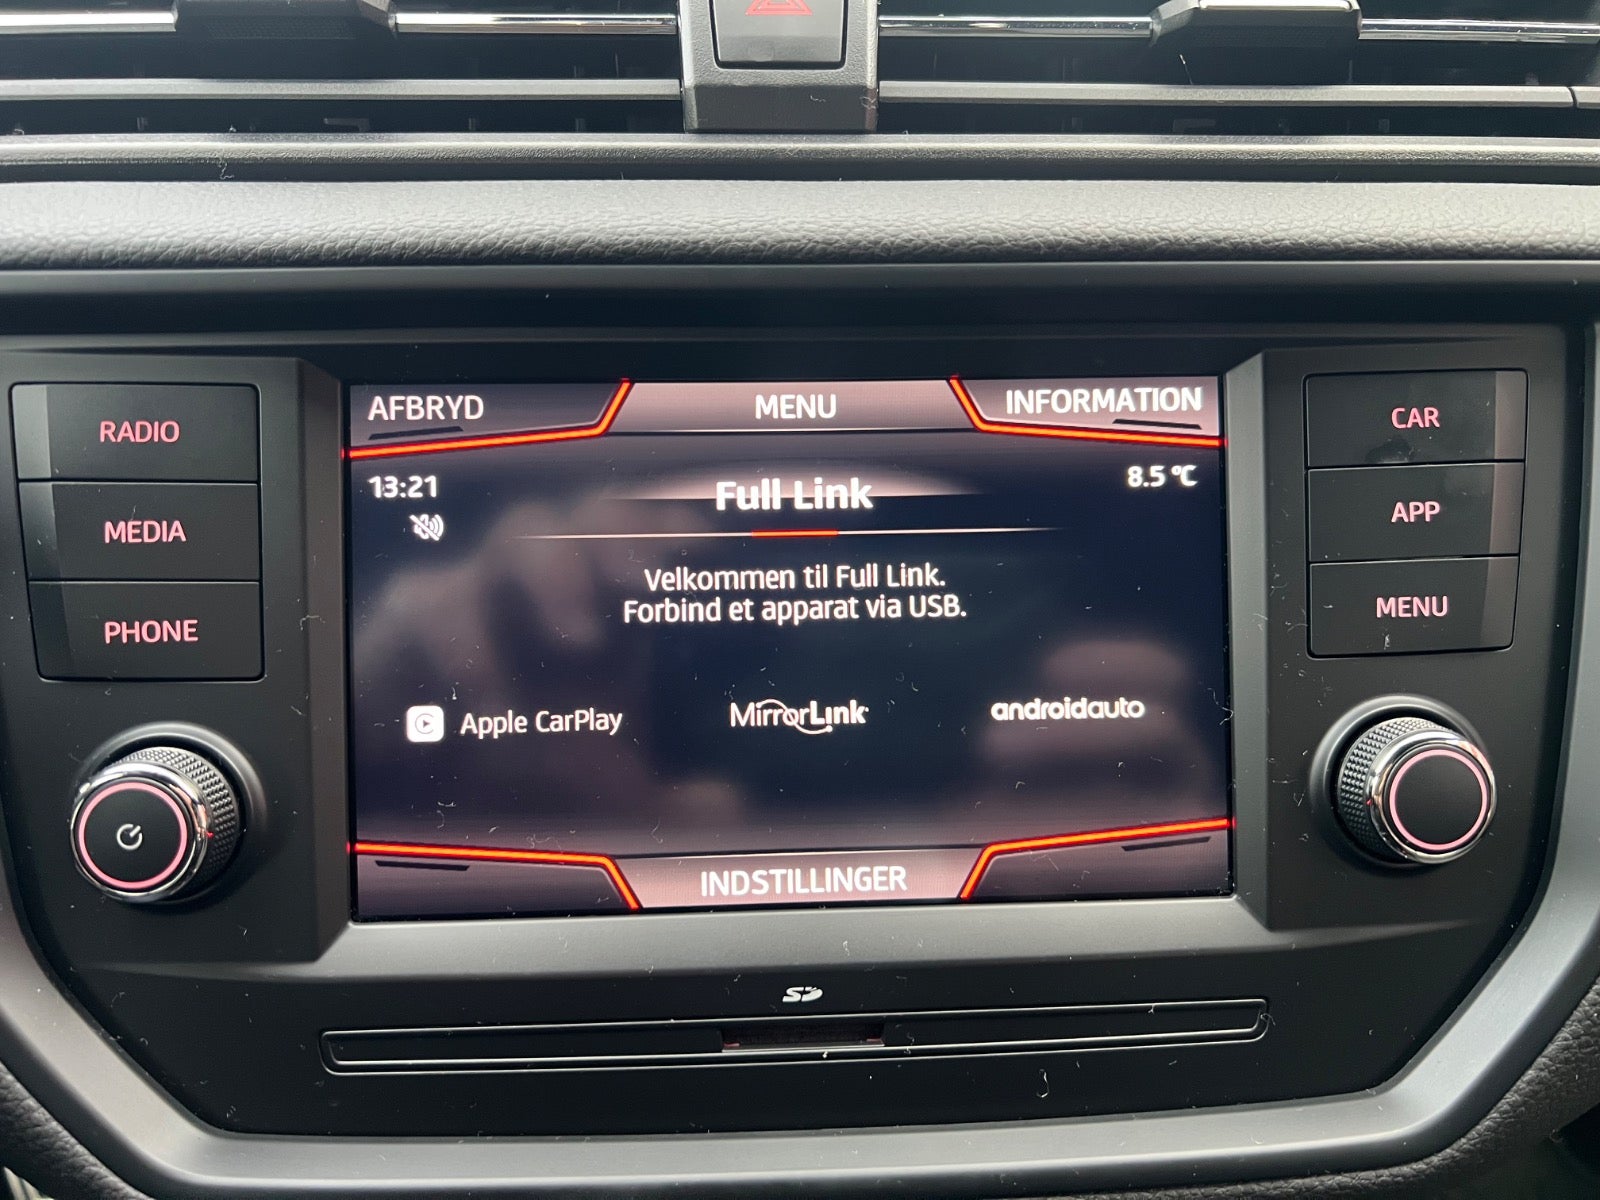 RADIO
MEDIA
PHONE
AFBRYD
MENU
INFORMATION
13:21
8.5 °C
Full Link
Velkommen til Full Link.
Forbind et apparat via USB.
Apple CarPlay
MirrorLink
androidauto
INDSTILLINGER
CAR
APP
MENU
SD